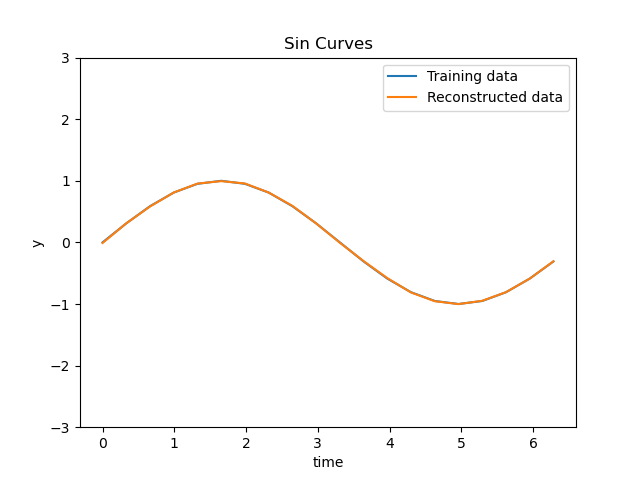 Sin Curves
Training data
Reconstructed data
3
2
1
0
−1
−2
−3
y
0 1 2 3 4 5 6
time